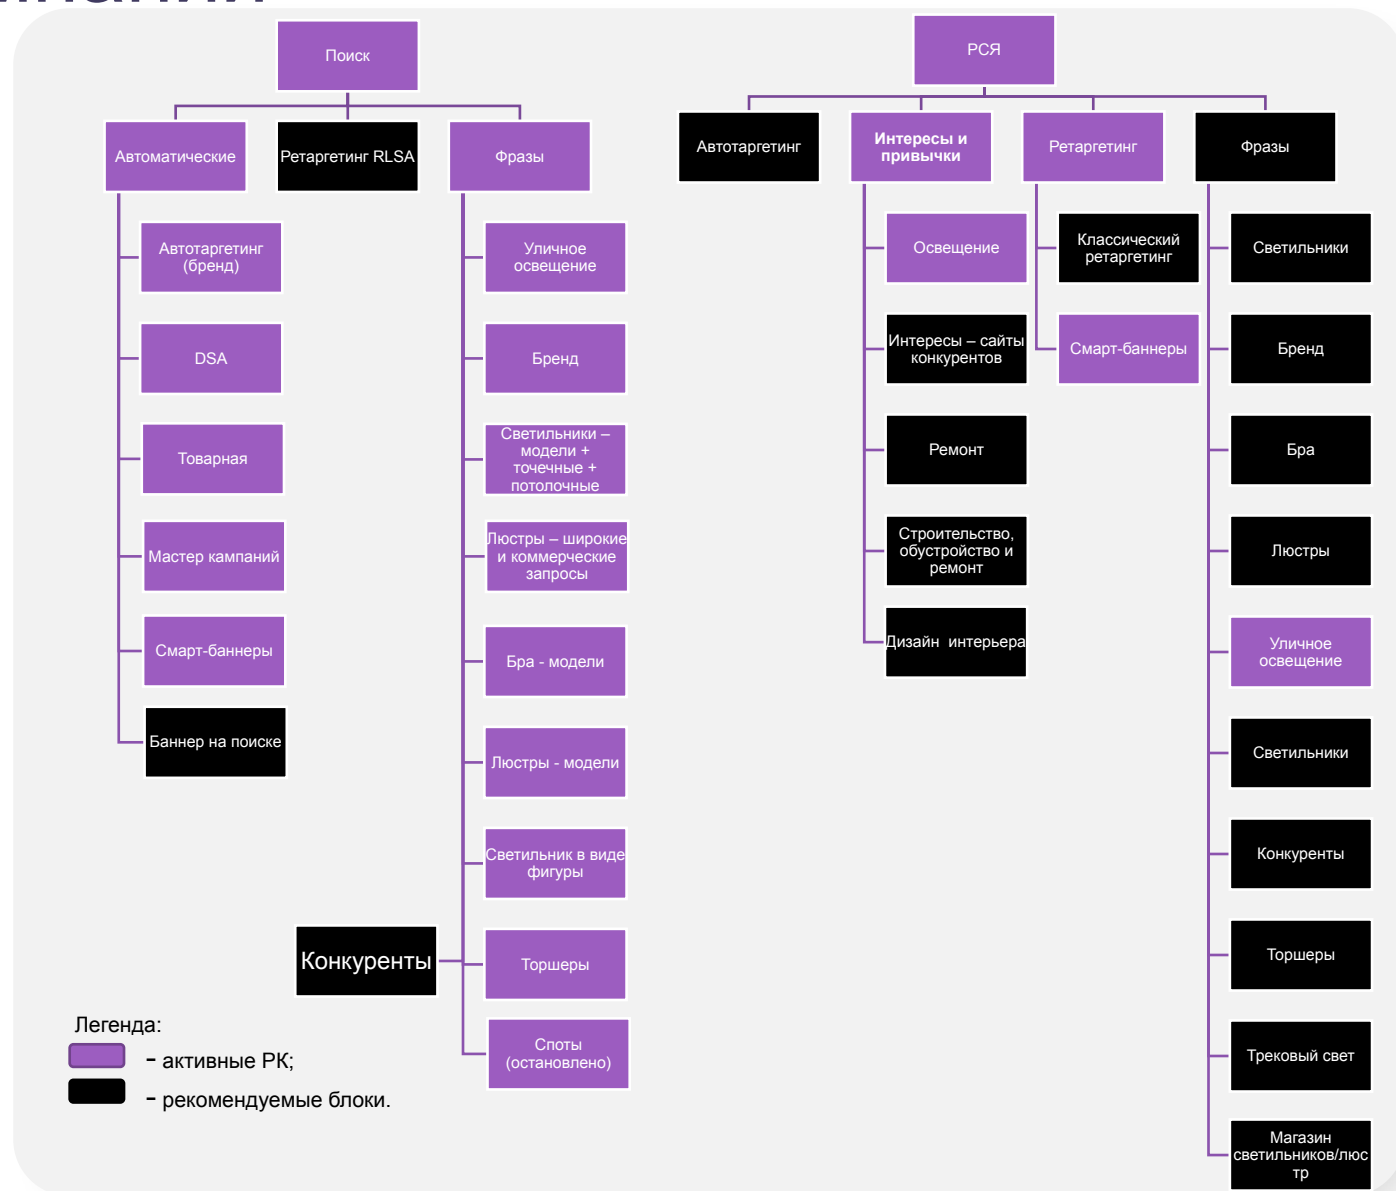 Поиск
Автоматические
Ретаргетинг RLSA
Фразы
Автотаргетинг
(бренд)
DSA
Товарная
Мастер кампаний
Смарт-баннеры
Баннер на поиске
Уличное
освещение
Бренд
Светильники –
модели +
точечные +
потолочные
Люстры – широкие
и коммерческие
запросы
Бра - модели
Люстры - модели
Светильник в виде
фигуры
Конкуренты
Торшеры
Споты
(остановлено)
РСЯ
Автотаргетинг
Интересы и
привычки
Ретаргетинг
Фразы
Освещение
Интересы – сайты
конкурентов
Ремонт
Строительство,
обустройство и
ремонт
Дизайн  интерьера
Классический
ретаргетинг
Смарт-баннеры
Светильники
Бренд
Бра
Люстры
Уличное
освещение
Светильники
Конкуренты
Торшеры
Трековый свет
Магазин
светильников/люс
тр
Легенда:
- активные РК;
- рекомендуемые блоки.